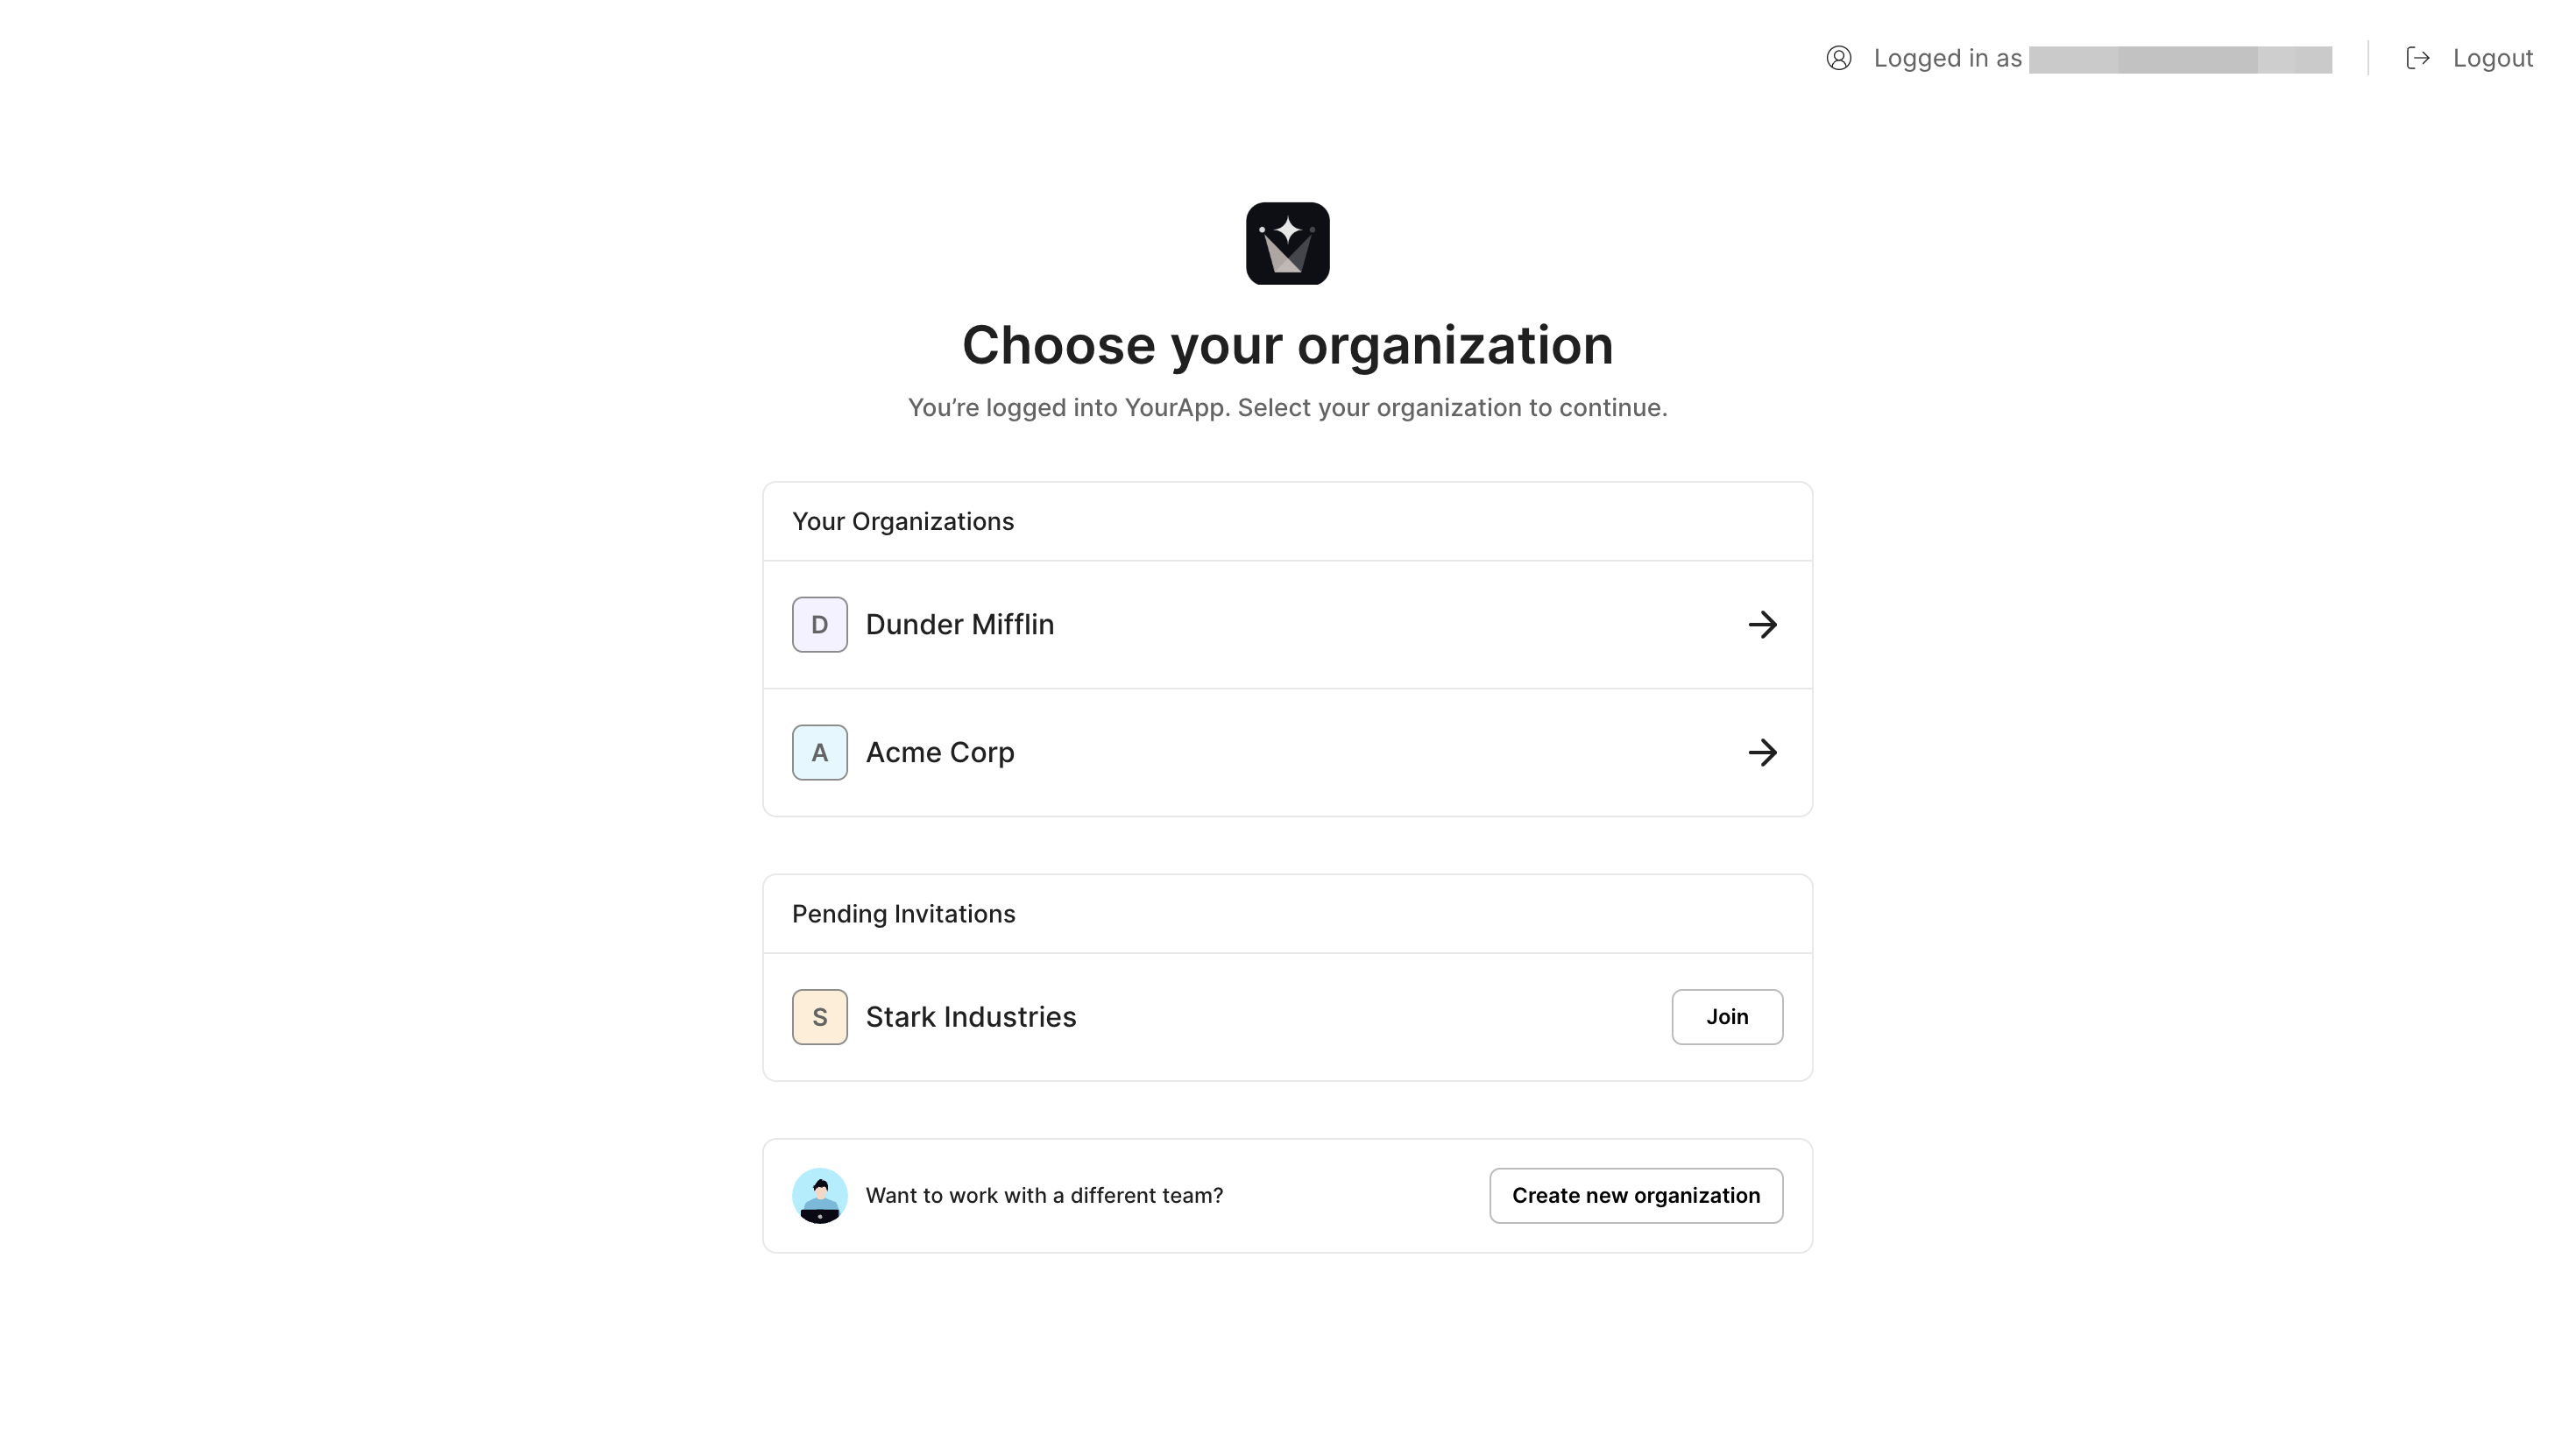 Logged in as
Logout
Choose your organization
You’re logged into YourApp. Select your organization to continue.
Your Organizations
D Dunder Mifflin
A Acme Corp
Pending Invitations
S Stark Industries Join
Want to work with a different team? Create new organization